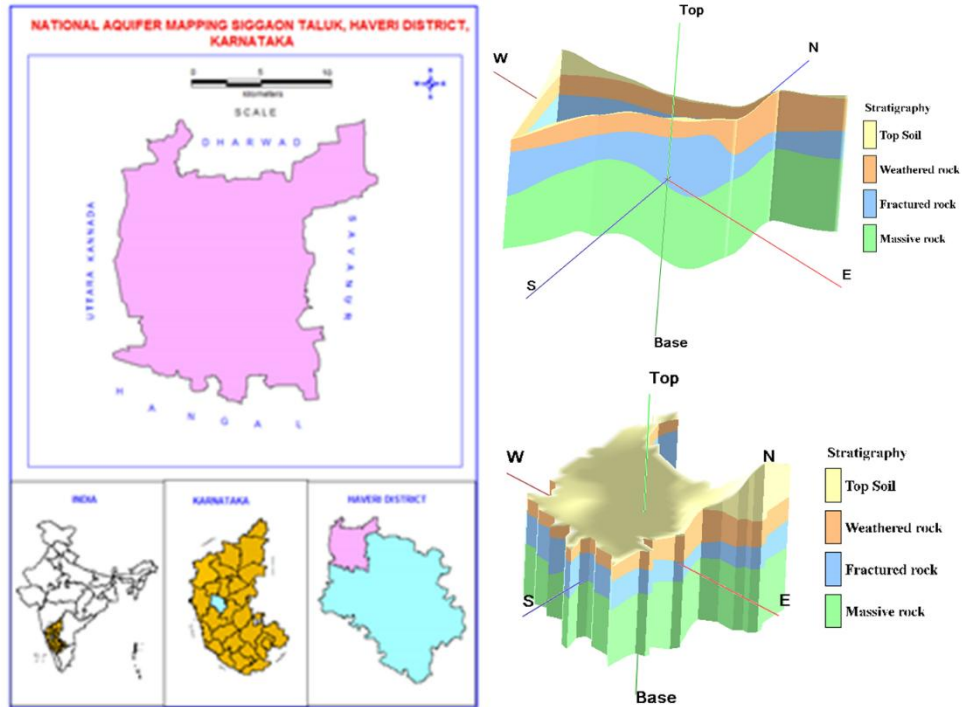 NATIONAL AQUIFER MAPPING SIGGAON TALUK, HAVERI DISTRICT,
KARNATAKA
0 5 10
kilometers
SCALE
DHARWAD
UTTARA KANNADA
SAVANUR
HANGAL
INDIA
KARNATAKA
HAVERI DISTRICT
Top
W
N
S
E
Base
Stratigraphy
Top Soil
Weathered rock
Fractured rock
Massive rock
Top
W
N
S
E
Base
Stratigraphy
Top Soil
Weathered rock
Fractured rock
Massive rock